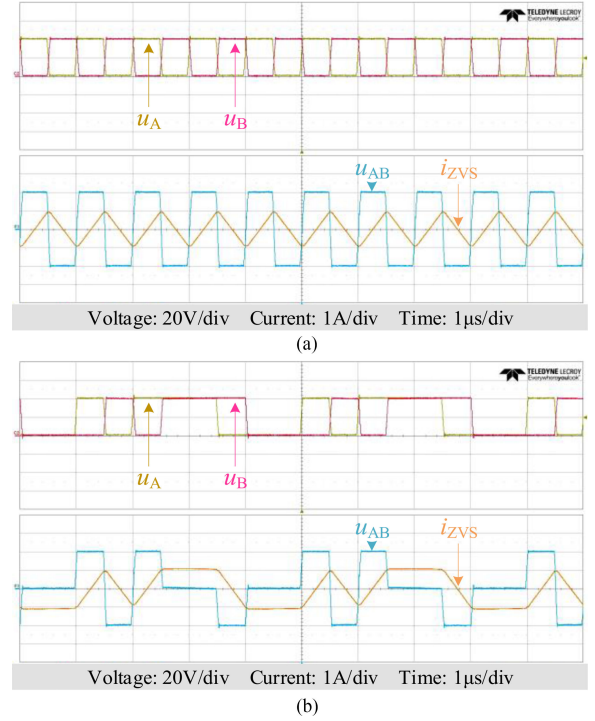 TELEDYNE LECROY
Everywhereyoulook
uA
uB
uAB
iZVS
Voltage: 20V/div Current: 1A/div Time: 1μs/div
(a)
TELEDYNE LECROY
Everywhereyoulook
uA
uB
uAB
iZVS
Voltage: 20V/div Current: 1A/div Time: 1μs/div
(b)